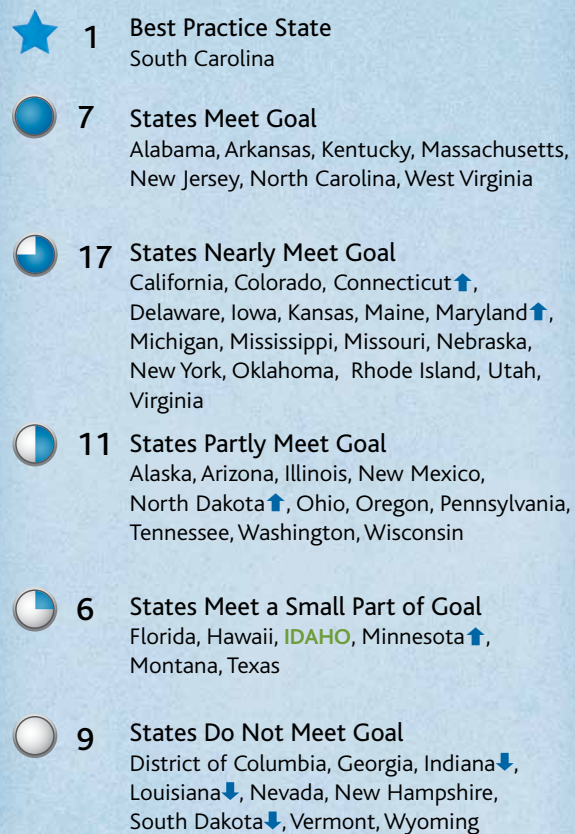 1 Best Practice State
South Carolina
7 States Meet Goal
Alabama, Arkansas, Kentucky, Massachusetts,
New Jersey, North Carolina, West Virginia
17 States Nearly Meet Goal
California, Colorado, Connecticut⬆,
Delaware, Iowa, Kansas, Maine, Maryland⬆,
Michigan, Mississippi, Missouri, Nebraska,
New York, Oklahoma, Rhode Island, Utah,
Virginia
11 States Partly Meet Goal
Alaska, Arizona, Illinois, New Mexico,
North Dakota⬆, Ohio, Oregon, Pennsylvania,
Tennessee, Washington, Wisconsin
6 States Meet a Small Part of Goal
Florida, Hawaii, IDAHO, Minnesota⬆,
Montana, Texas
9 States Do Not Meet Goal
District of Columbia, Georgia, Indiana⬇,
Louisiana⬇, Nevada, New Hampshire,
South Dakota⬇, Vermont, Wyoming